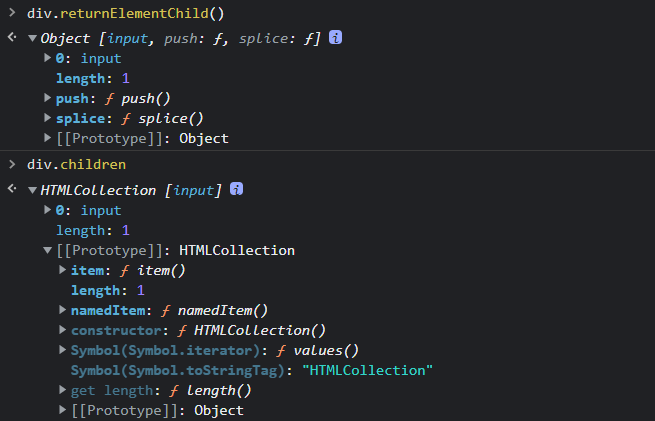 div.returnElementChild()
Object [input, push: ƒ, splice: ƒ] i
0: input
length: 1
push: ƒ push()
splice: ƒ splice()
[[Prototype]]: Object
div.children
HTMLCollection [input] i
0: input
length: 1
[[Prototype]]: HTMLCollection
item: ƒ item()
length: 1
namedItem: ƒ namedItem()
constructor: ƒ HTMLCollection()
Symbol(Symbol.iterator): ƒ values()
Symbol(Symbol.toStringTag): "HTMLCollection"
get length: ƒ length()
[[Prototype]]: Object